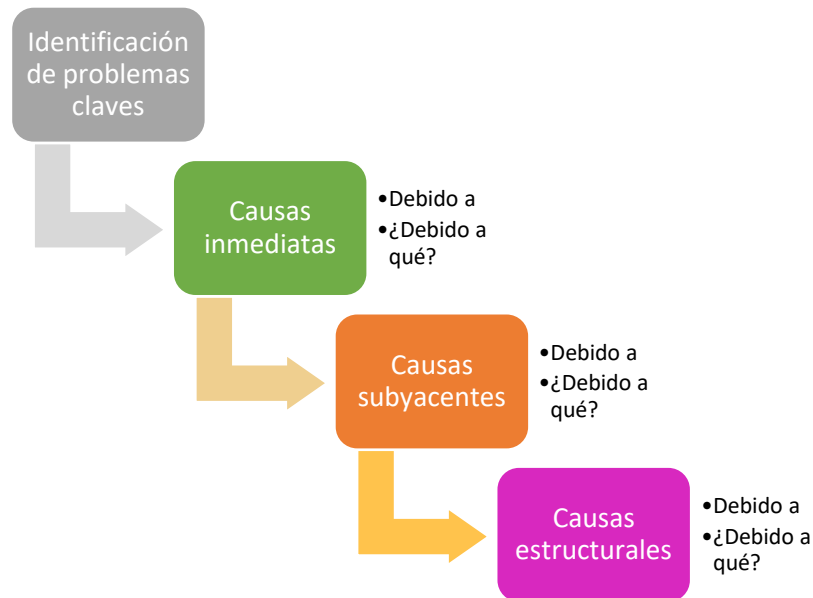 Identificación
de problemas
claves
Causas
inmediatas
•Debido a
•¿Debido a
qué?
Causas
subyacentes
•Debido a
•¿Debido a
qué?
Causas
estructurales
•Debido a
•¿Debido a
qué?